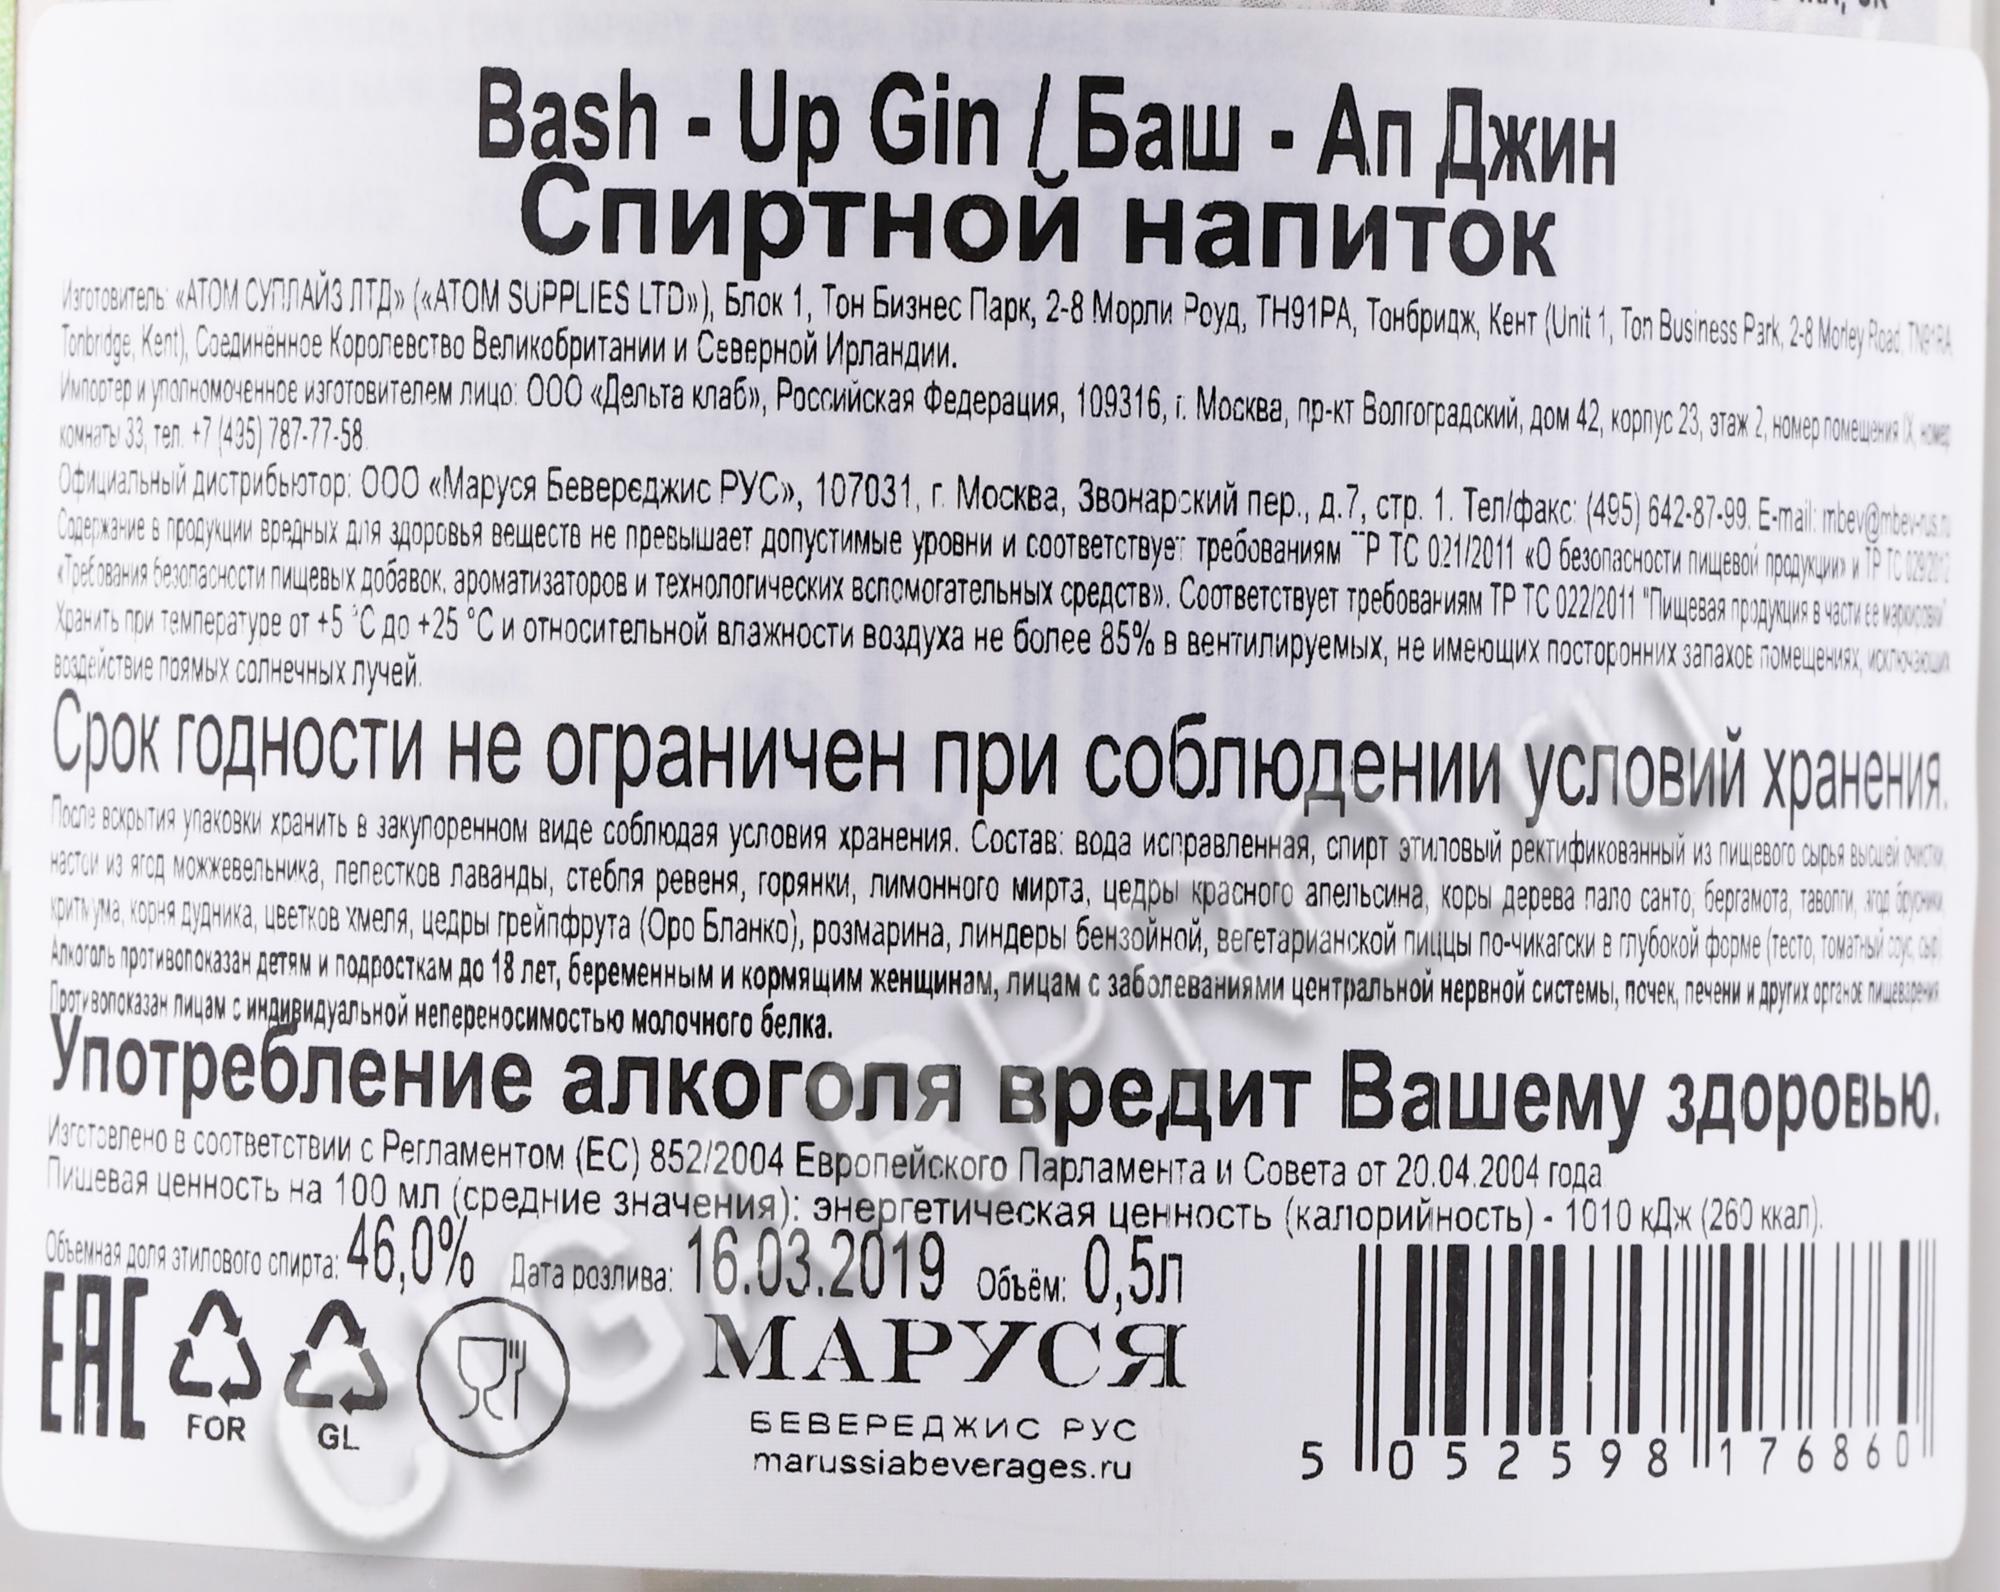 Bash - Up Gin / Баш - Ап Джин
Спиртной напиток
Изготовитель: «АТОМ СУПЛАЙЗ ЛТД» («ATOM SUPPLIES LTD»), Блок 1, Тон Бизнес Парк, 2-8 Морли Роуд, ТН91РА, Тонбридж, Кент (Unit 1, Ton Business Park, 2-8 Morley Road, TN91RA
Tonbridge, Kent), Соединённое Королевство Великобритании и Северной Ирландии.
Импортер и уполномоченное изготовителем лицо: ООО «Дельта клаб», Российская Федерация, 109316, г. Москва, пр-кт Волгоградский, дом 42, корпус 23, этаж 2, номер помещения IX, номер
комнаты 33, тел. +7 (495) 787-77-58.
Официальный дистрибьютор: ООО «Маруся Бевереджис РУС», 107031, г. Москва, Звонарский пер., д.7, стр. 1. Тел/факс: (495) 642-87-99. E-mail: mbev@mbev-rus.ru
Содержание в продукции вредных для здоровья веществ не превышает допустимые уровни и соответствует требованиям ТР ТС 021/2011 «О безопасности пищевой продукции» и ТР ТС 029/2012
«Требования безопасности пищевых добавок, ароматизаторов и технологических вспомогательных средств». Соответствует требованиям ТР ТС 022/2011 "Пищевая продукция в части ее маркировки"
Хранить при температуре от +5 °С до +25 °С и относительной влажности воздуха не более 85% в вентилируемых, не имеющих посторонних запахов помещениях, исключающих
воздействие прямых солнечных лучей.
Срок годности не ограничен при соблюдении условий хранения.
После вскрытия упаковки хранить в закупоренном виде соблюдая условия хранения. Состав: вода исправленная, спирт этиловый ректификованный из пищевого сырья высшей очистки,
настои из ягод можжевельника, лепестков лаванды, стебля ревеня, горянки, лимонного мирта, цедры красного апельсина, коры дерева пало санто, бергамота, таволги, ягод брусники,
критмума, корня дудника, цветков хмеля, цедры грейпфрута (Оро Бланко), розмарина, линдеры бензойной, вегетарианской пиццы по-чикагски в глубокой форме (тесто, томатный соус, сыр).
Алкоголь противопоказан детям и подросткам до 18 лет, беременным и кормящим женщинам, лицам с заболеваниями центральной нервной системы, почек, печени и других органов пищеварения.
Противопоказан лицам с индивидуальной непереносимостью молочного белка.
Употребление алкоголя вредит Вашему здоровью.
Изготовлено в соответствии с Регламентом (ЕС) 852/2004 Европейского Парламента и Совета от 20.04.2004 года
Пищевая ценность на 100 мл (средние значения): энергетическая ценность (калорийность) - 1010 кДж (260 ккал).
Объемная доля этилового спирта: 46,0% Дата розлива: 16.03.2019 Объём: 0,5л
EAC
FOR
GL
МАРУСЯ
БЕВЕРЕДЖИС РУС
marussiabeverages.ru
5 052598 176860
CIGARPRO.ru